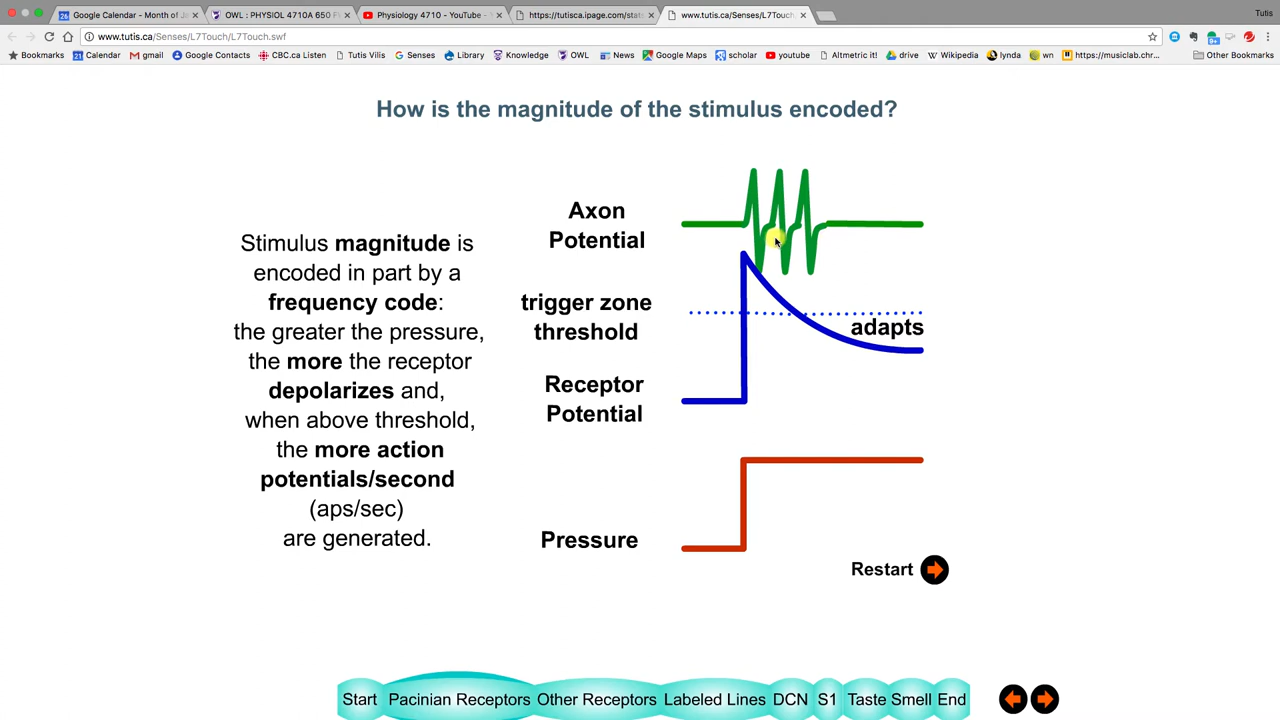 Google Calendar - Month of J
OWL : PHYSIOL 4710A 650 F
Physiology 4710 - YouTube -
https://tutisca.ipage.com/stat
www.tutis.ca/Senses/L7Touch/
Tutis
www.tutis.ca/Senses/L7Touch/L7Touch.swf
Bookmarks Calendar gmail Google Contacts CBC.ca Listen Tutis Vilis Senses Library Knowledge OWL News Google Maps scholar youtube Altmetric it! drive Wikipedia lynda wn https://musiclab.chr... Other Bookmarks
How is the magnitude of the stimulus encoded?
Stimulus magnitude is
encoded in part by a
frequency code:
the greater the pressure,
the more the receptor
depolarizes and,
when above threshold,
the more action
potentials/second
(aps/sec)
are generated.
Axon
Potential
trigger zone
threshold
adapts
Receptor
Potential
Pressure
Restart
Start Pacinian Receptors Other Receptors Labeled Lines DCN S1 Taste Smell End